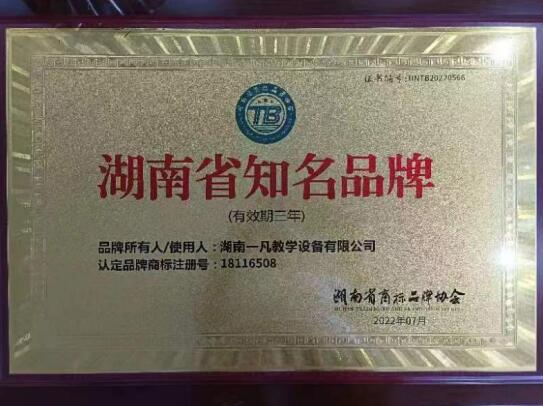 证书编号:HNTB20220566
TB
湖南省知名品牌
(有效期三年)
品牌所有人/使用人：湖南一凡教学设备有限公司
认定品牌商标注册号：18116508
湖南省商标品牌协会
2022年07月